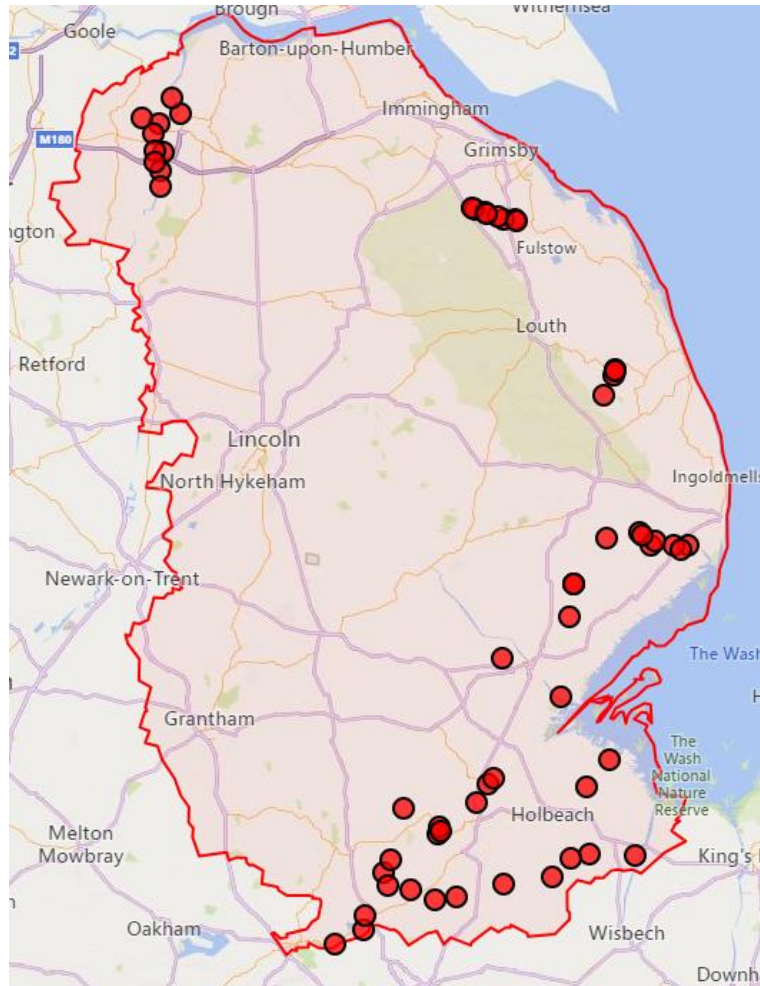 Brough
Withernsea
Goole
Barton-upon-Humber
2
Immingham
M180
Grimsby
ngton
Fulstow
Louth
Retford
Lincoln
North Hykeham
Ingoldmells
Newark-on-Trent
The Wash
Grantham
The
Wash
National
Nature
Reserve
Holbeach
Melton
Mowbray
King's
Oakham
Wisbech
Downh